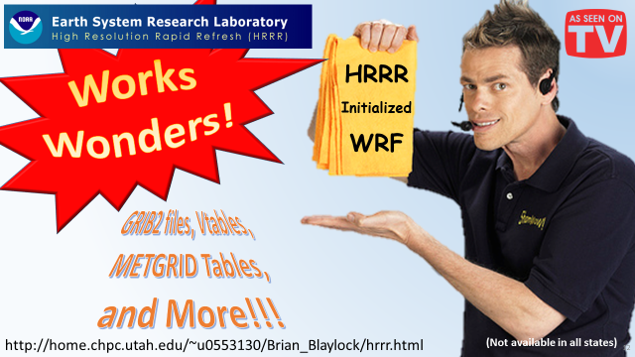 NOAA
Earth System Research Laboratory
High Resolution Rapid Refresh (HRRR)
AS SEEN ON
TV
Works
Wonders!
HRRR
Initialized
WRF
GRIB2 files, Vtables,
METGRID Tables,
and More!!!
http://home.chpc.utah.edu/~u0553130/Brian_Blaylock/hrrr.html
(Not available in all states)